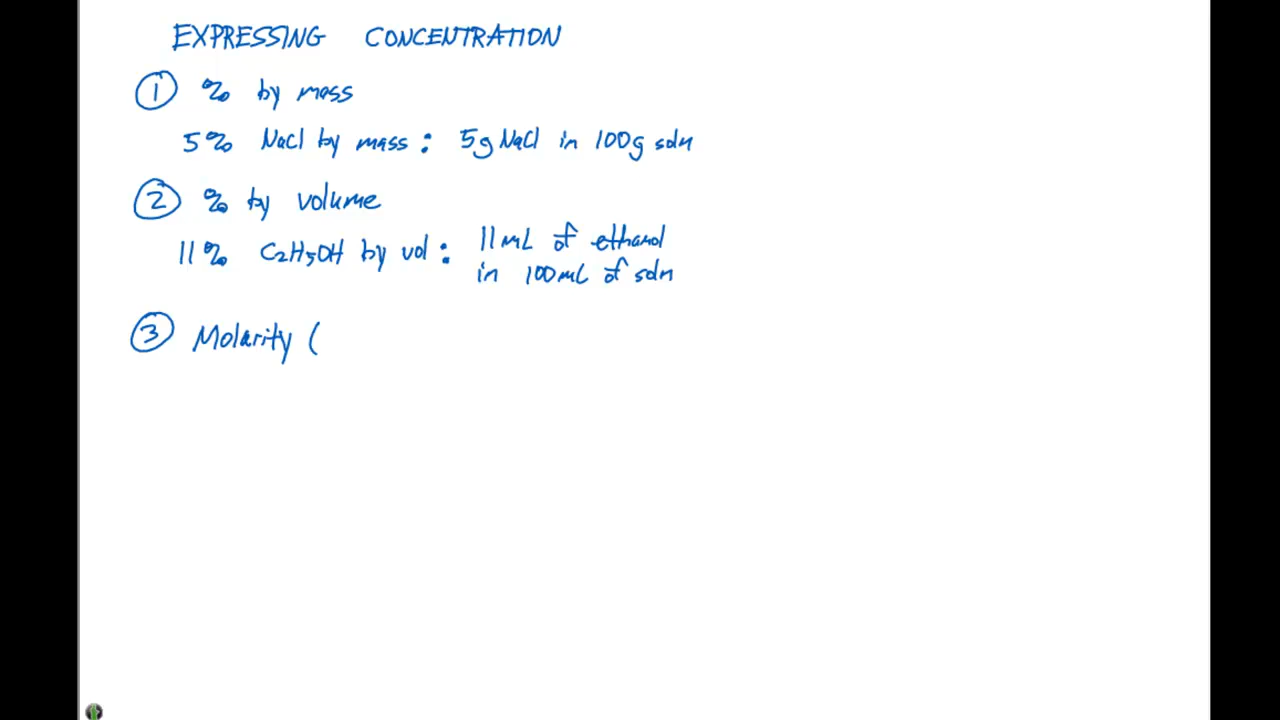 EXPRESSING CONCENTRATION
① % by mass
5% NaCl by mass : 5g NaCl in 100g soln
② % by volume
11% C₂H₅OH by vol : 11mL of ethanol
in 100mL of soln
③ Molarity (